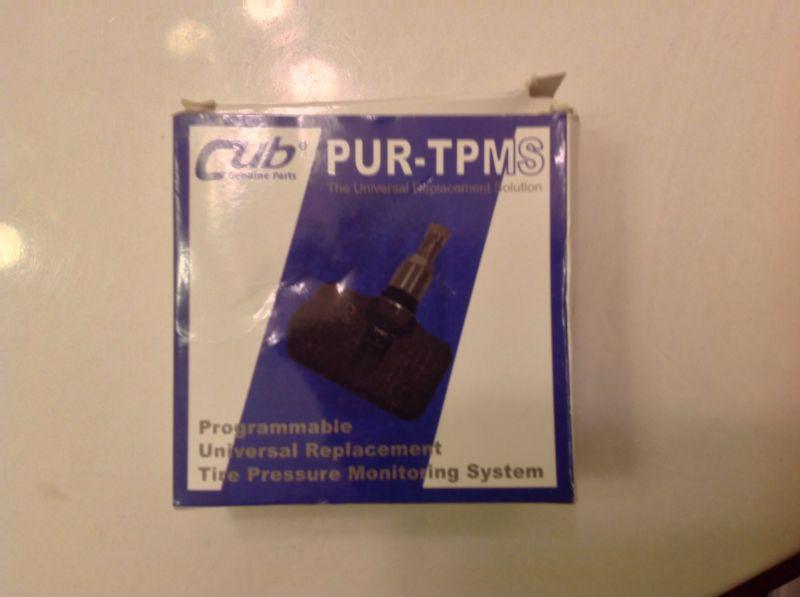 Cub
Genuine Parts
PUR-TPMS
The Universal Replacement Solution
Programmable
Universal Replacement
Tire Pressure Monitoring System